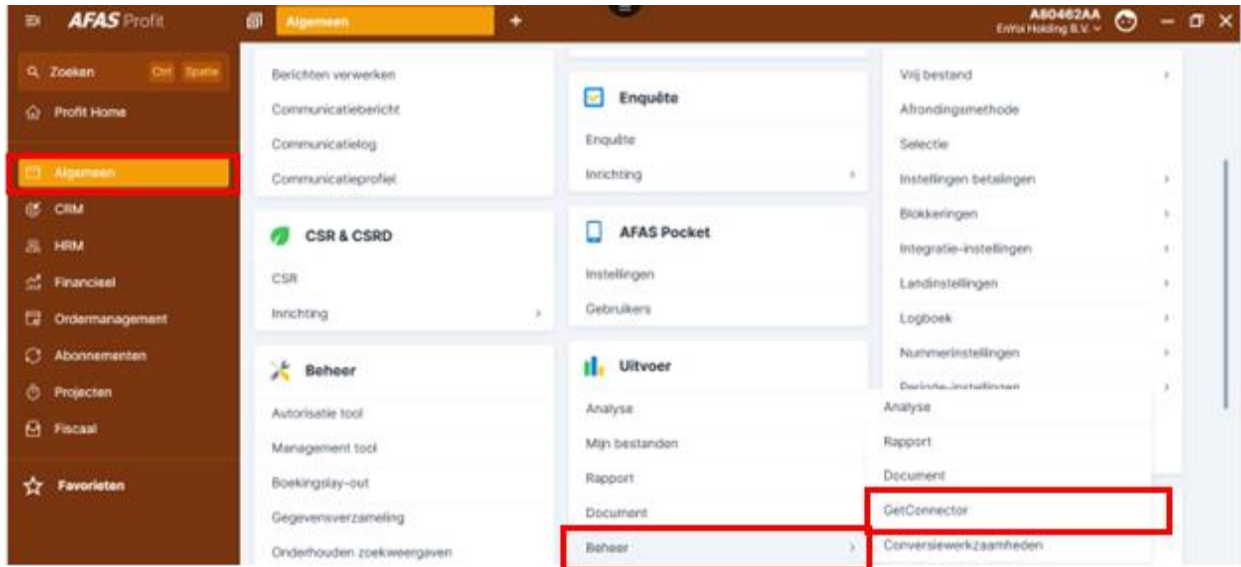 AFAS Profit
Algemeen
+
A80462AA
EnYoi Holding B.V.
Zoeken Ctrl Spatie
Profit Home
Algemeen
CRM
HRM
Financieel
Ordermanagement
Abonnementen
Projecten
Fiscaal
Favorieten
Berichten verwerken
Communicatiebericht
Communicatielog
Communicatieprofiel
CSR & CSRD
CSR
Inrichting
Beheer
Autorisatie tool
Management tool
Boekingslay-out
Gegevensverzameling
Onderhouden zoekweergaven
Enquête
Enquête
Inrichting
AFAS Pocket
Instellingen
Gebruikers
Uitvoer
Analyse
Mijn bestanden
Rapport
Document
Beheer
Vrij bestand
Afrondingsmethode
Selectie
Instellingen betalingen
Blokkeringen
Integratie-instellingen
Landinstellingen
Logboek
Nummerinstellingen
Periode-instellingen
Analyse
Rapport
Document
GetConnector
Conversiewerkzaamheden